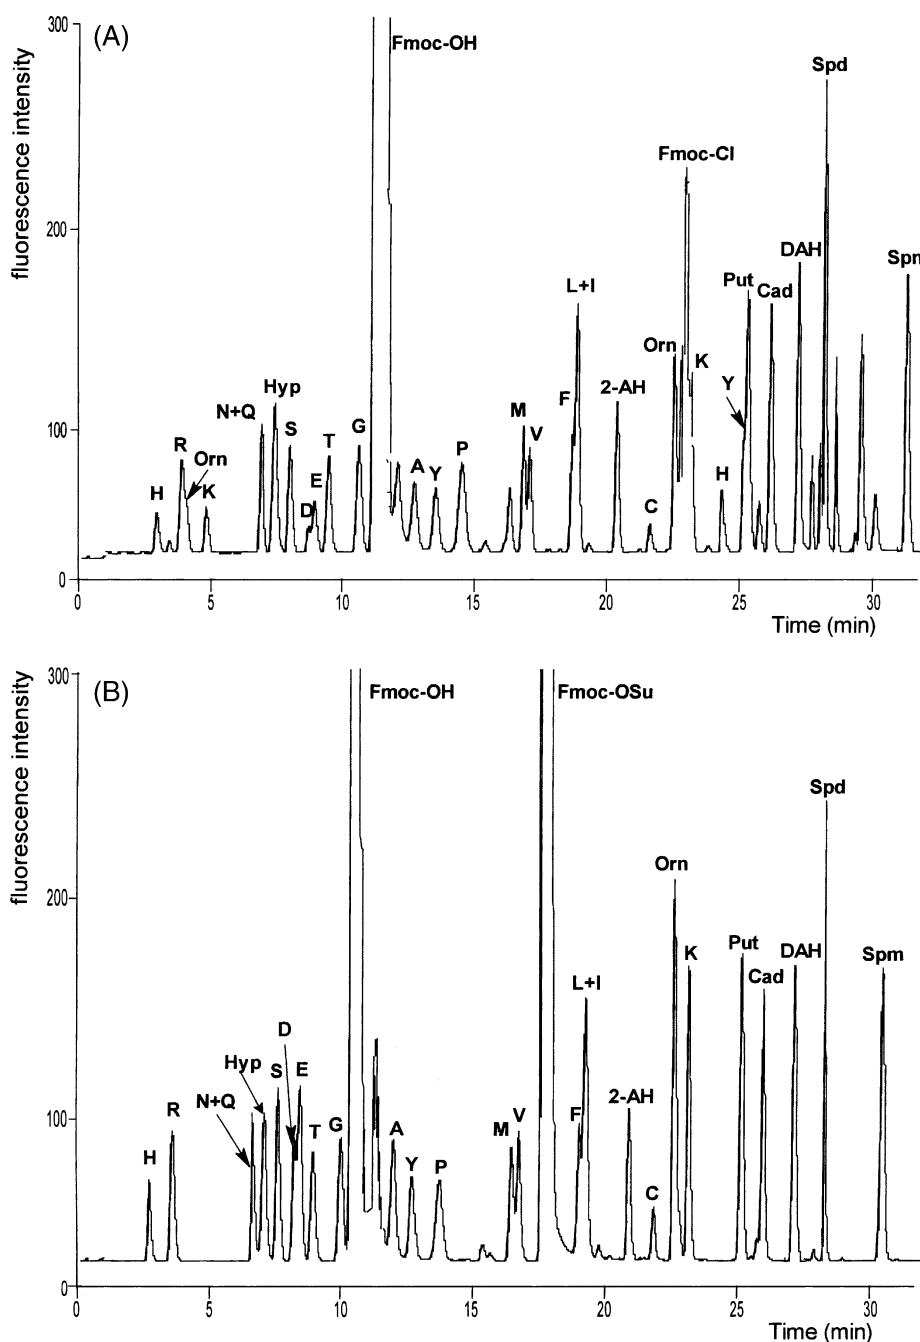 (A)
300
200
100
0
fluorescence intensity
Fmoc-OH
Spd
Fmoc-Cl
DAH
Put
Cad
Spm
L+I
Orn
K
Y
Hyp
N+Q
S
R
Orn
H
K
D
E
T
G
A
Y
P
M
V
F
2-AH
C
H
0 5 10 15 20 25 30
Time (min)
(B)
300
200
100
0
fluorescence intensity
Fmoc-OH
Fmoc-OSu
Spd
Orn
K
Put
Cad
DAH
Spm
L+I
D
Hyp
S
E
N+Q
R
T
G
H
A
Y
P
M
V
F
2-AH
C
0 5 10 15 20 25 30
Time (min)